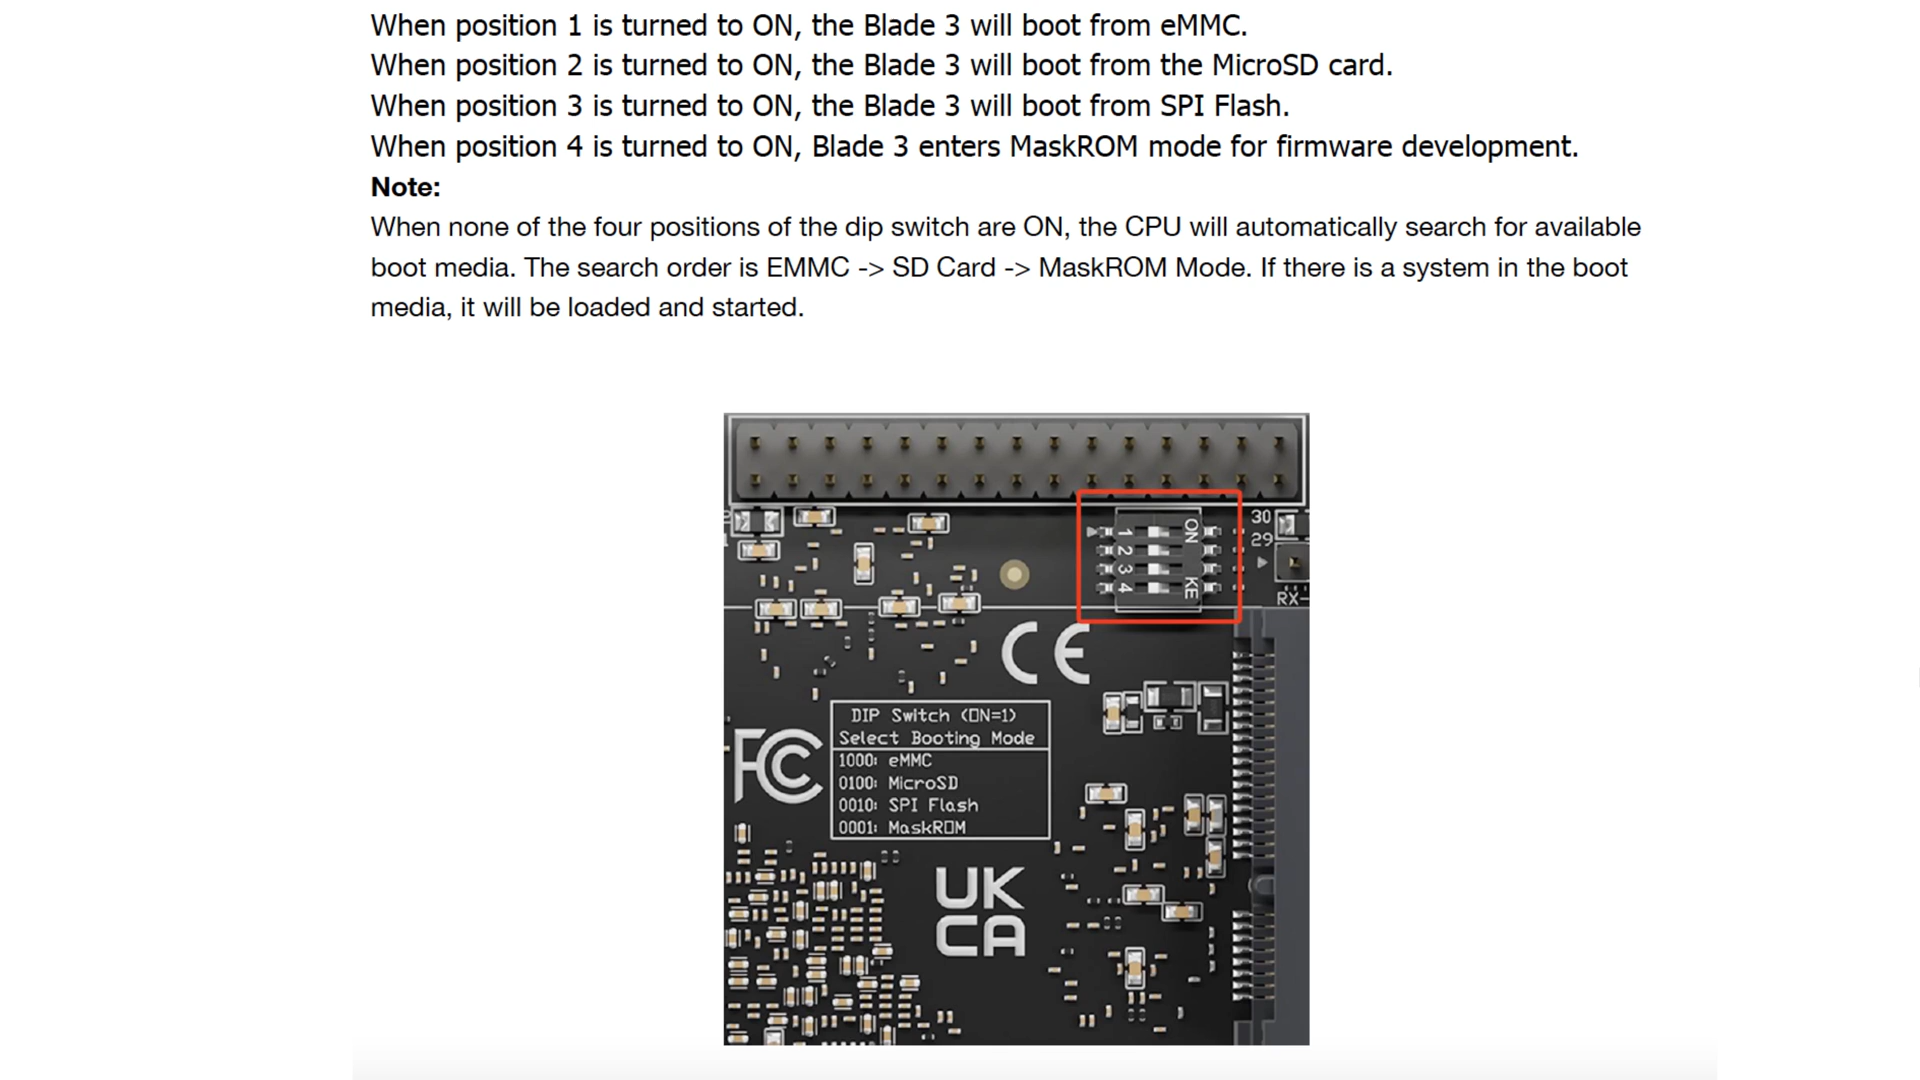 When position 1 is turned to ON, the Blade 3 will boot from eMMC.
When position 2 is turned to ON, the Blade 3 will boot from the MicroSD card.
When position 3 is turned to ON, the Blade 3 will boot from SPI Flash.
When position 4 is turned to ON, Blade 3 enters MaskROM mode for firmware development.
Note:
When none of the four positions of the dip switch are ON, the CPU will automatically search for available
boot media. The search order is EMMC -> SD Card -> MaskROM Mode. If there is a system in the boot
media, it will be loaded and started.
ON
KE
1
2
3
4
30
29
RX-
CE
FC
DIP Switch (ON=1)
Select Booting Mode
1000: eMMC
0100: MicroSD
0010: SPI Flash
0001: MaskROM
UK
CA